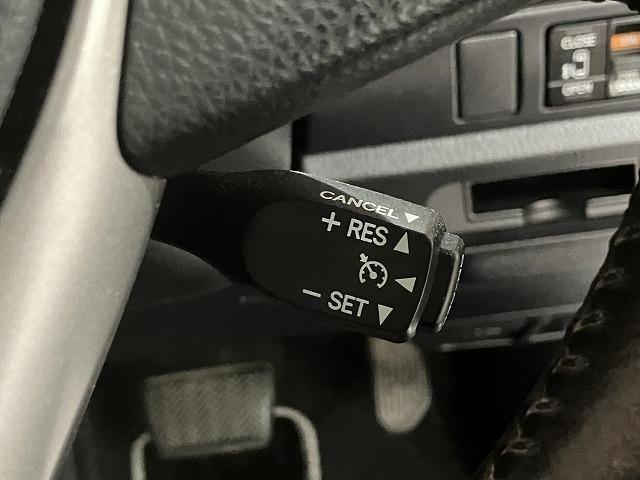 CLOSE
OPEN
CANCEL▼
+ RES ▲
− SET ▼